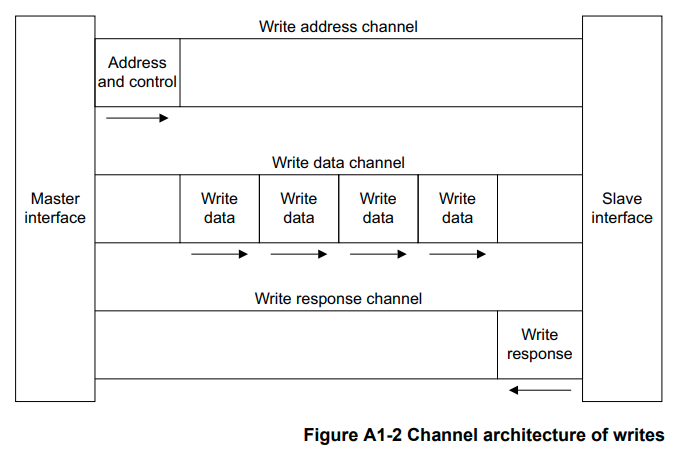 Write address channel
Address
and control
Write data channel
Master
interface
Write
data
Write
data
Write
data
Write
data
Slave
interface
Write response channel
Write
response
Figure A1-2 Channel architecture of writes